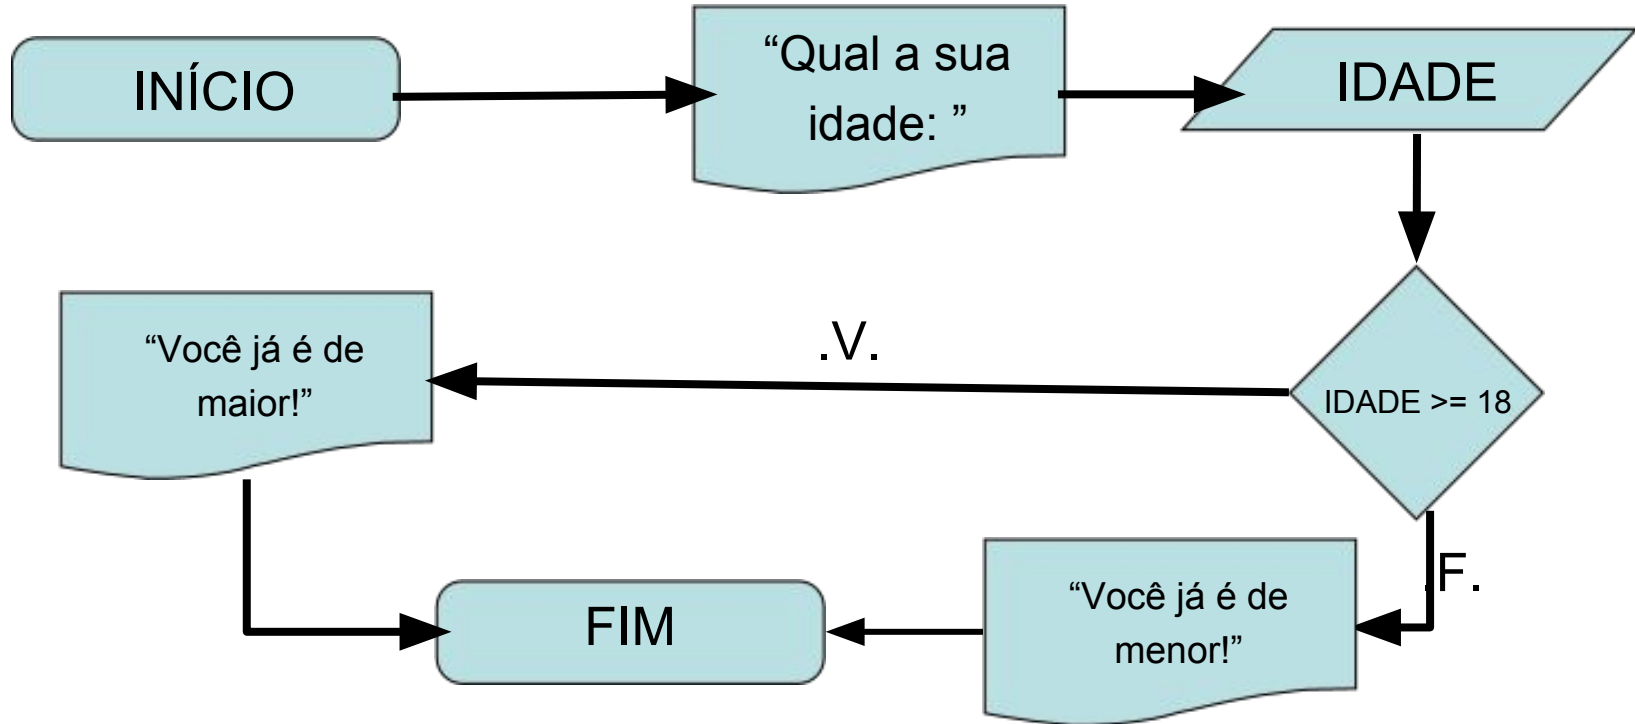 INÍCIO
“Qual a sua
idade: ”
IDADE
.V.
“Você já é de
maior!”
IDADE >= 18
.F.
“Você já é de
menor!”
FIM